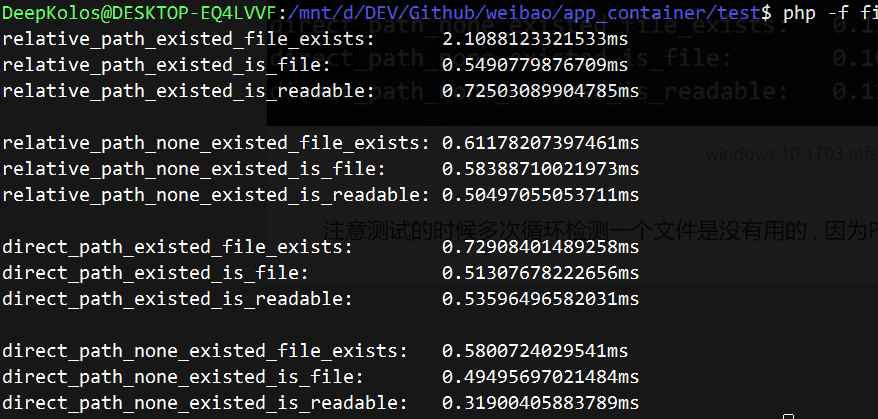 DeepKolos@DESKTOP-EQ4LVVF:/mnt/d/DEV/Github/weibao/app_container/test$ php -f fi
relative_path_existed_file_exists: 2.1088123321533ms
relative_path_existed_is_file: 0.5490779876709ms
relative_path_existed_is_readable: 0.72503089904785ms
relative_path_none_existed_file_exists: 0.61178207397461ms
relative_path_none_existed_is_file: 0.58388710021973ms
relative_path_none_existed_is_readable: 0.50497055053711ms
windows 10 1703 ntfs
注意测试的时候多次循环检测一个文件是没有用的，因为P
direct_path_existed_file_exists: 0.72908401489258ms
direct_path_existed_is_file: 0.51307678222656ms
direct_path_existed_is_readable: 0.53596496582031ms
direct_path_none_existed_file_exists: 0.5800724029541ms
direct_path_none_existed_is_file: 0.49495697021484ms
direct_path_none_existed_is_readable: 0.31900405883789ms